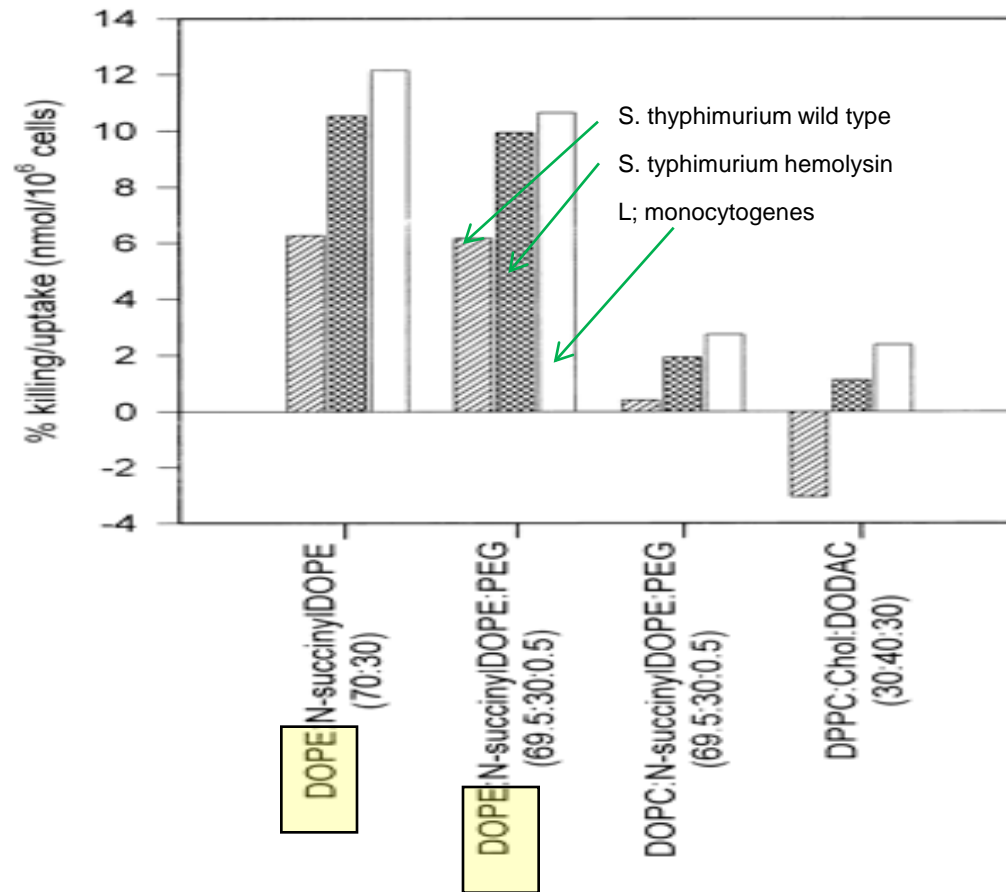 % killing/uptake (nmol/10⁶ cells)
14
12
10
8
6
4
2
0
-2
-4
S. thyphimurium wild type
S. typhimurium hemolysin
L; monocytogenes
DOPE:N-succinylDOPE
(70:30)
DOPE:N-succinylDOPE:PEG
(69.5:30:0.5)
DOPC:N-succinylDOPE:PEG
(69.5:30:0.5)
DPPC:Chol:DODAC
(30:40:30)